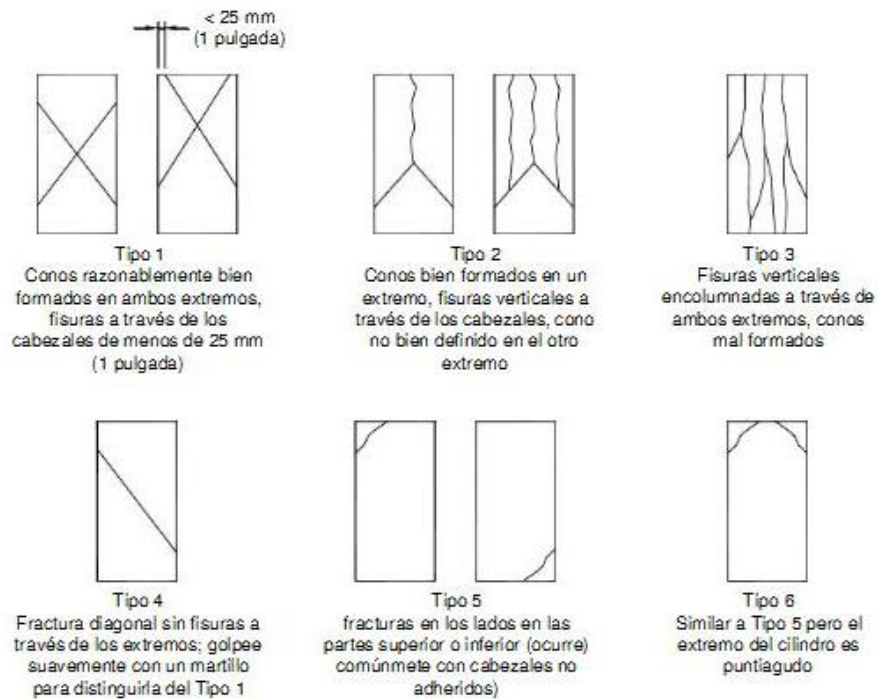 < 25 mm
(1 pulgada)
Tipo 1
Conos razonablemente bien
formados en ambos extremos,
fisuras a través de los
cabezales de menos de 25 mm
(1 pulgada)
Tipo 2
Conos bien formados en un
extremo, fisuras verticales a
través de los cabezales, cono
no bien definido en el otro
extremo
Tipo 3
Fisuras verticales
encolumnadas a través de
ambos extremos, conos
mal formados
Tipo 4
Fractura diagonal sin fisuras a
través de los extremos; golpee
suavemente con un martillo
para distinguirla del Tipo 1
Tipo 5
fracturas en los lados en las
partes superior o inferior (ocurre)
comúnmete con cabezales no
adheridos)
Tipo 6
Similar a Tipo 5 pero el
extremo del cilindro es
puntiagudo